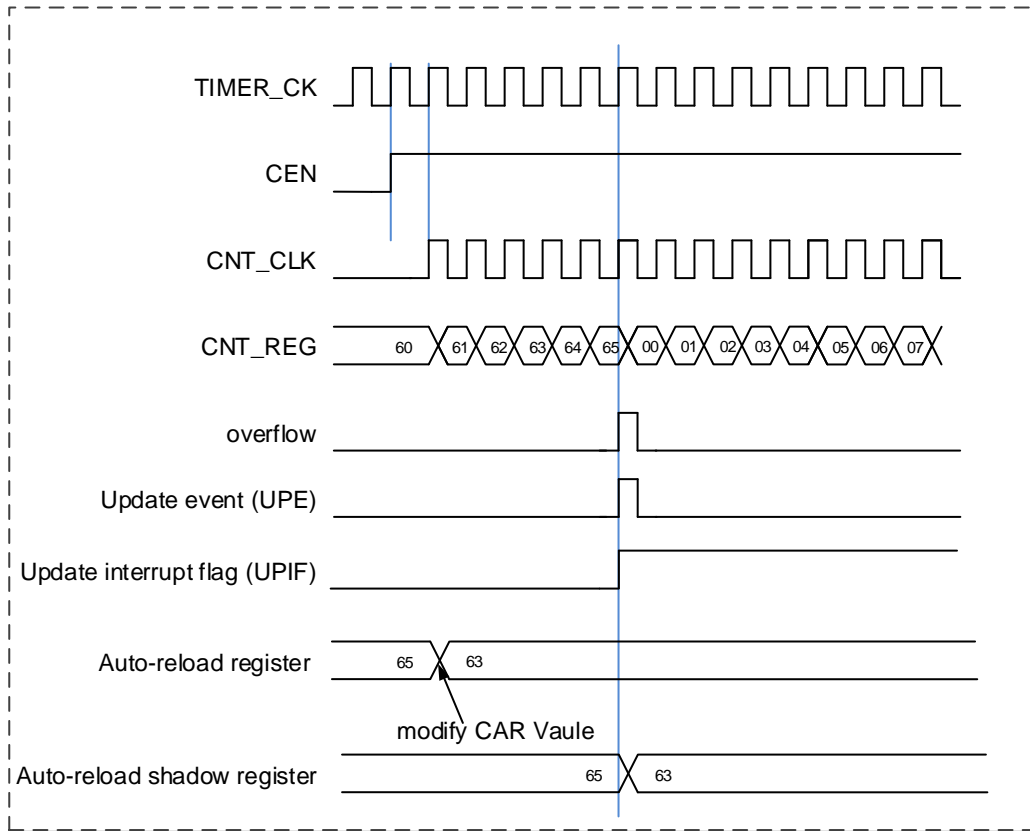 TIMER_CK
CEN
CNT_CLK
CNT_REG 60 61 62 63 64 65 00 01 02 03 04 05 06 07
overflow
Update event (UPE)
Update interrupt flag (UPIF)
Auto-reload register 65 63
modify CAR Vaule
Auto-reload shadow register 65 63